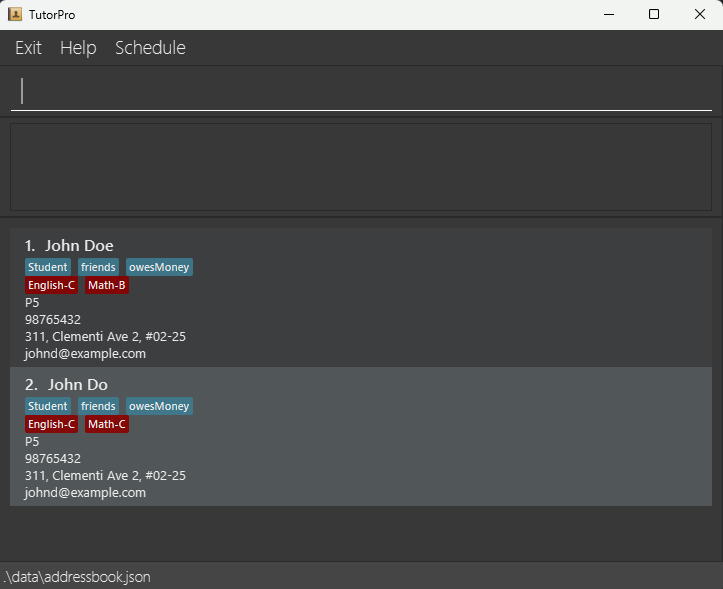 TutorPro
Exit Help Schedule
1. John Doe
Student friends owesMoney
English-C Math-B
P5
98765432
311, Clementi Ave 2, #02-25
johnd@example.com
2. John Do
Student friends owesMoney
English-C Math-C
P5
98765432
311, Clementi Ave 2, #02-25
johnd@example.com
.\data\addressbook.json